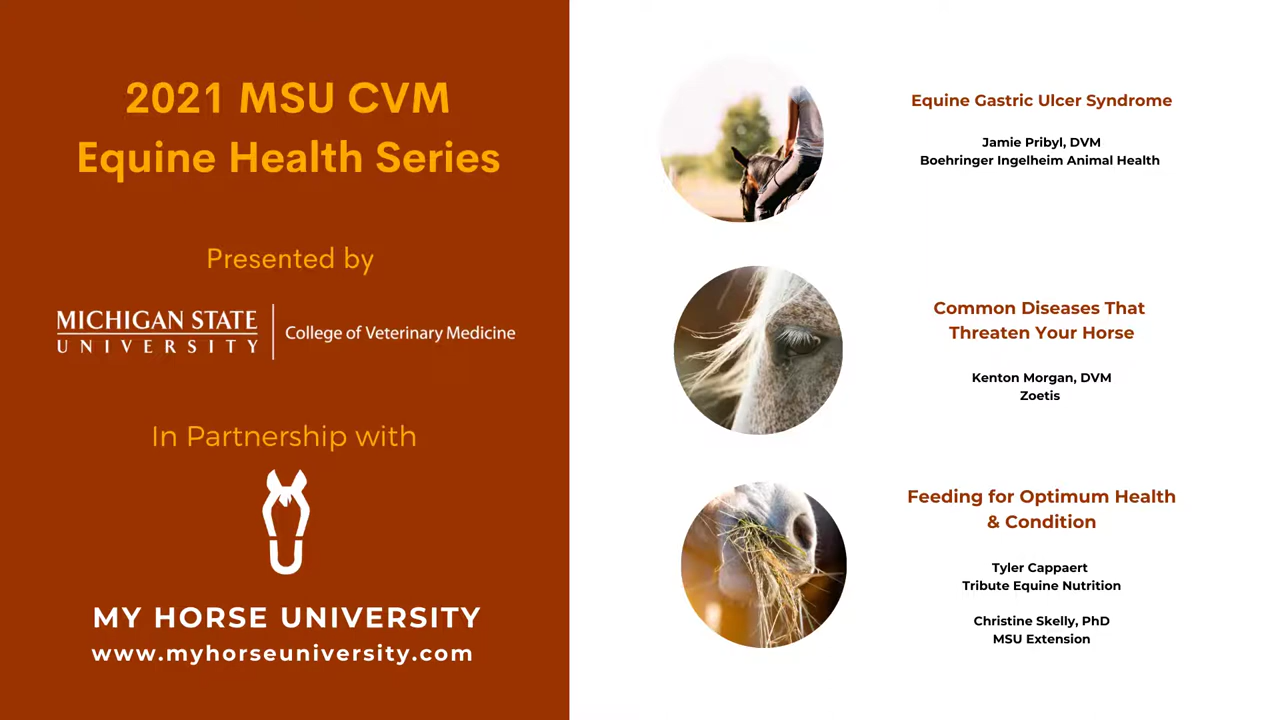 2021 MSU CVM
Equine Health Series
Presented by
MICHIGAN STATE
UNIVERSITY
College of Veterinary Medicine
In Partnership with
MY HORSE UNIVERSITY
www.myhorseuniversity.com
Equine Gastric Ulcer Syndrome
Jamie Pribyl, DVM
Boehringer Ingelheim Animal Health
Common Diseases That
Threaten Your Horse
Kenton Morgan, DVM
Zoetis
Feeding for Optimum Health
& Condition
Tyler Cappaert
Tribute Equine Nutrition
Christine Skelly, PhD
MSU Extension